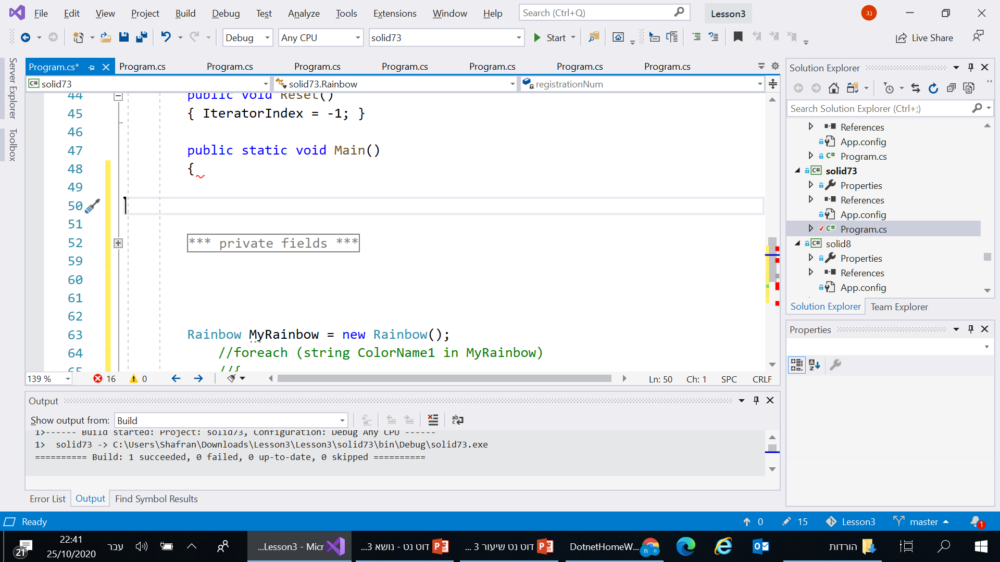 File Edit View Project Build Debug Test Analyze Tools Extensions Window Help Search (Ctrl+Q) Lesson3 נג
Debug Any CPU solid73 Start Live Share
Server Explorer
Toolbox
Program.cs* Program.cs Program.cs Program.cs Program.cs Program.cs Program.cs Program.cs
solid73 solid73.Rainbow registrationNum
44 public void Reset()
45 { IteratorIndex = -1; }
46
47 public static void Main()
48 {
49
50
51
52 *** private fields ***
59
60
61
62
63 Rainbow MyRainbow = new Rainbow();
64 //foreach (string ColorName1 in MyRainbow)
65 //{
139 % 16 0 Ln: 50 Ch: 1 SPC CRLF
Output
Show output from: Build
1>------ Build started: Project: solid73, Configuration: Debug Any CPU ------
1> solid73 -> C:\Users\Shafran\Downloads\Lesson3\Lesson3\solid73\bin\Debug\solid73.exe
========== Build: 1 succeeded, 0 failed, 0 up-to-date, 0 skipped ==========
Error List Output Find Symbol Results
Solution Explorer
Search Solution Explorer (Ctrl+;)
References
App.config
C# Program.cs
C# solid73
Properties
References
App.config
C# Program.cs
C# solid8
Properties
References
App.config
Solution Explorer Team Explorer
Properties
Ready 0 15 Lesson3 master 1
21 22:41 עבר ...Lesson3 - Micr דוט נט - נושא 3... דוט נט שיעור 3 ... DotnetHomeW... הורדות
25/10/2020